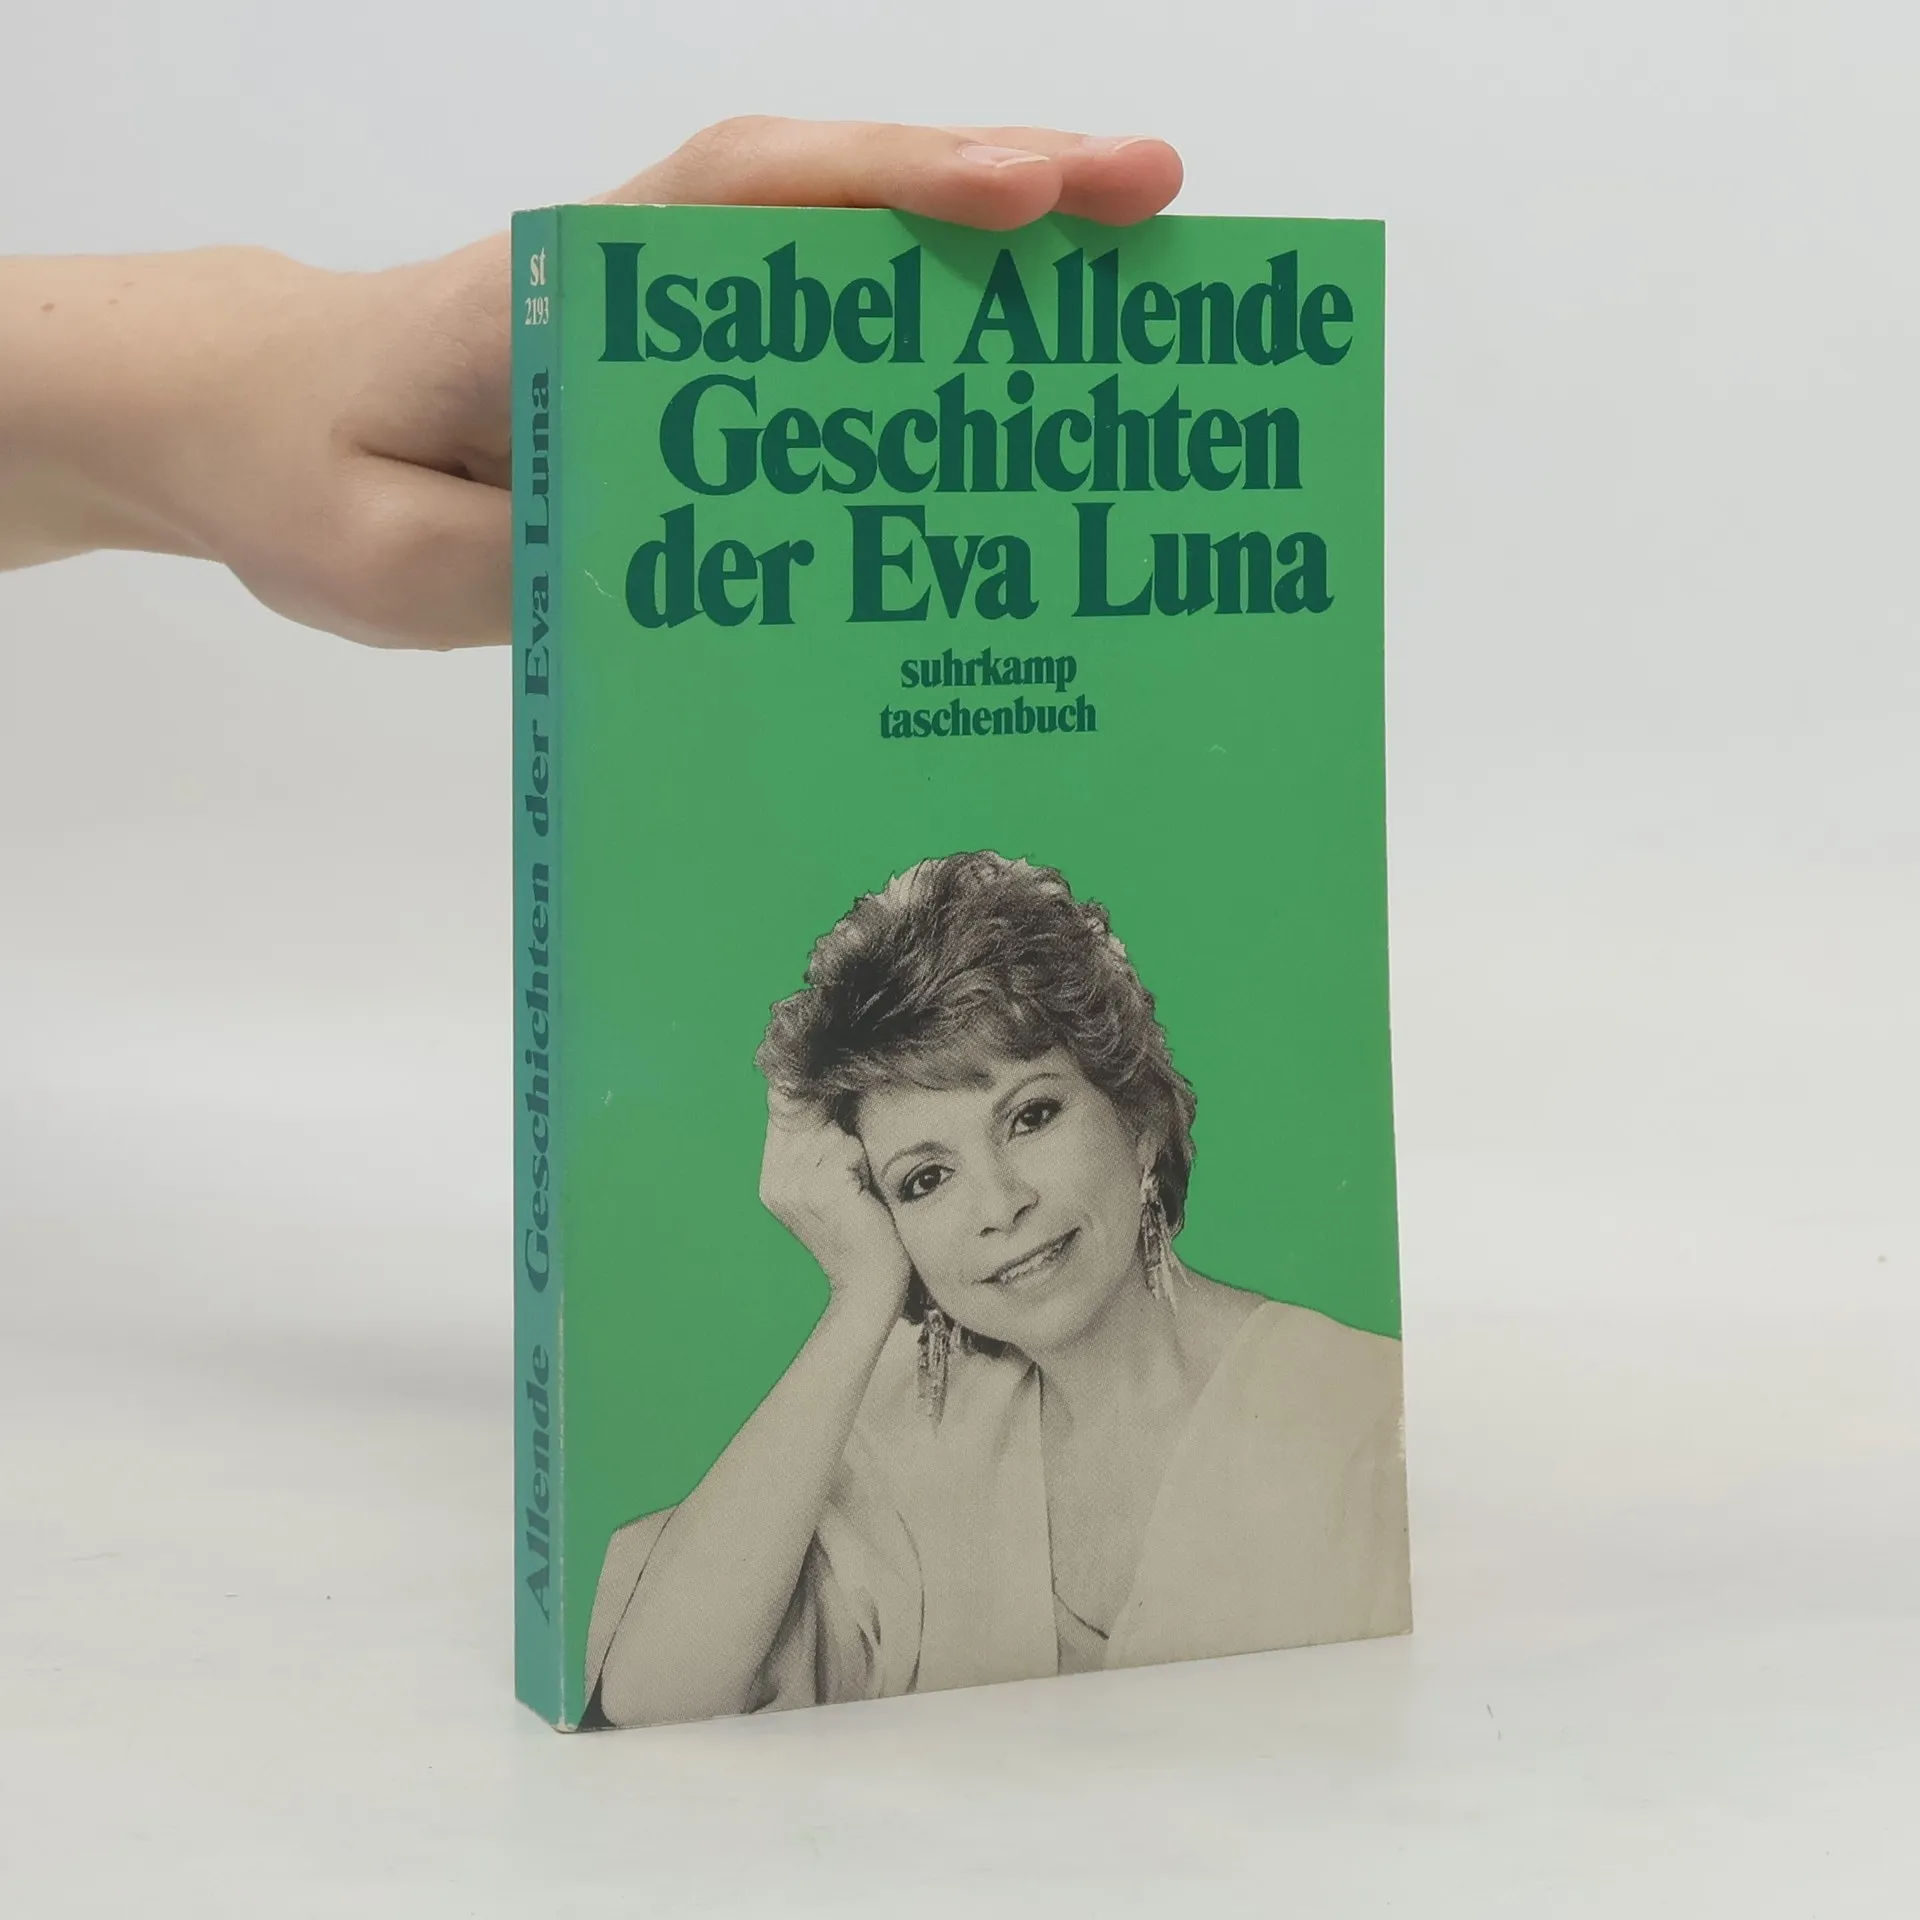 Isabel Allende
Geschichten
der Eva Luna
suhrkamp
taschenbuch
st
2193
Allende Geschichten der Eva Luna